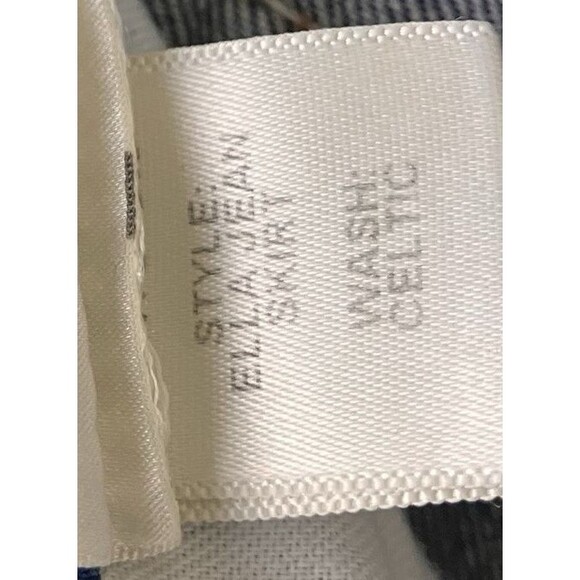 STYLE:
ELLA JEAN
SKIRT
WASH:
CELTIC